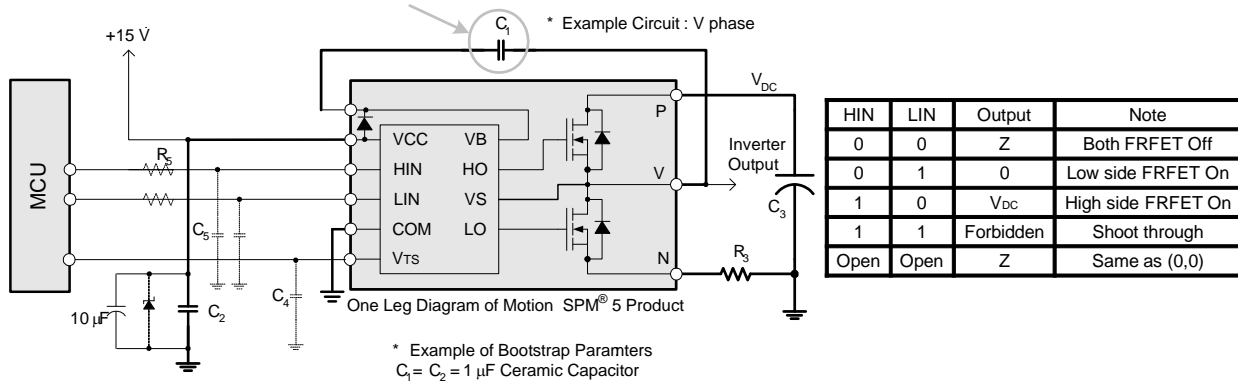 C1
* Example Circuit : V phase
+15 V
VDC
P
VCC
VB
R5
HIN
HO
Inverter
Output
V
MCU
LIN
VS
C5
COM
LO
C3
VTS
N
R3
10 µF
C2
C4
One Leg Diagram of Motion SPM® 5 Product
* Example of Bootstrap Paramters
C1= C2 = 1 µF Ceramic Capacitor
HIN LIN Output Note
0 0 Z Both FRFET Off
0 1 0 Low side FRFET On
1 0 VDC High side FRFET On
1 1 Forbidden Shoot through
Open Open Z Same as (0,0)